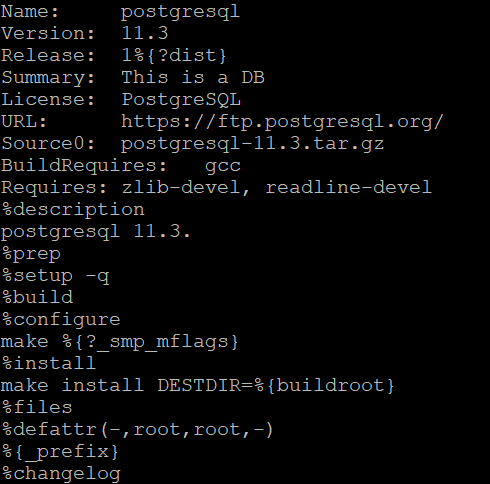 Name:     postgresql
Version:  11.3
Release:  1%{?dist}
Summary:  This is a DB
License:  PostgreSQL
URL:      https://ftp.postgresql.org/
Source0:  postgresql-11.3.tar.gz
BuildRequires:   gcc
Requires: zlib-devel, readline-devel
%description
postgresql 11.3.
%prep
%setup -q
%build
%configure
make %{?_smp_mflags}
%install
make install DESTDIR=%{buildroot}
%files
%defattr(-,root,root,-)
%{_prefix}
%changelog